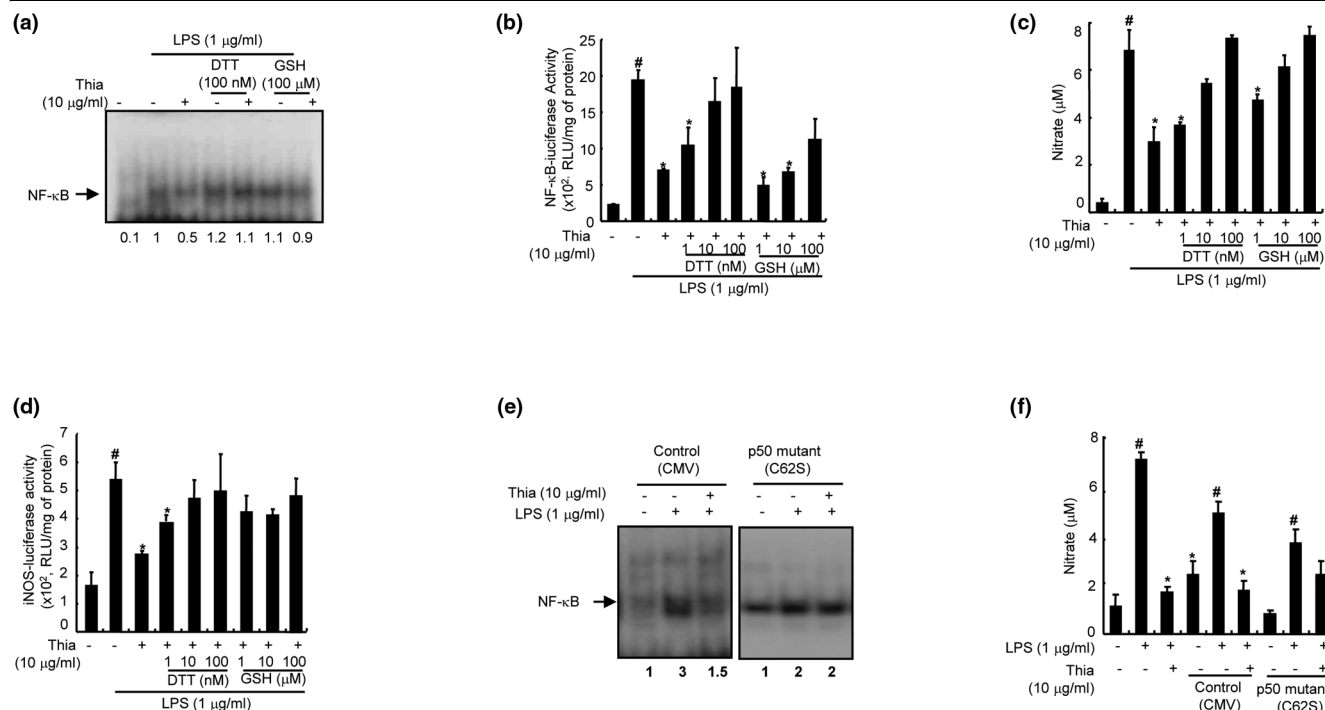 (a)
LPS (1 μg/ml)
DTT GSH
Thia (100 nM) (100 μM)
(10 μg/ml) - - + - + - +
NF-κB
0.1 1 0.5 1.2 1.1 1.1 0.9
(b)
NF-κB-luciferase Activity
(x10², RLU/mg of protein)
25
20
15
10
5
0
#
*
*
*
*
Thia - - + + + + + + +
(10 μg/ml) 1 10 100 1 10 100
DTT (nM) GSH (μM)
LPS (1 μg/ml)
(c)
Nitrate (μM)
8
6
4
2
0
#
*
*
*
Thia - - + + + + + + +
(10 μg/ml) 1 10 100 1 10 100
DTT (nM) GSH (μM)
LPS (1 μg/ml)
(d)
iNOS-luciferase activity
(x10², RLU/mg of protein)
7
6
5
4
3
2
1
0
#
*
*
Thia - - + + + + + + +
(10 μg/ml) 1 10 100 1 10 100
DTT (nM) GSH (μM)
LPS (1 μg/ml)
(e)
Control p50 mutant
(CMV) (C62S)
Thia (10 μg/ml) - - + - - +
LPS (1 μg/ml) - + + - + +
NF-κB
1 3 1.5 1 2 2
(f)
Nitrate (μM)
8
6
4
2
0
#
*
*
#
*
#
LPS (1 μg/ml) - + + - + + - + +
Thia - - + - - + - - +
(10 μg/ml) Control p50 mutant
(CMV) (C62S)